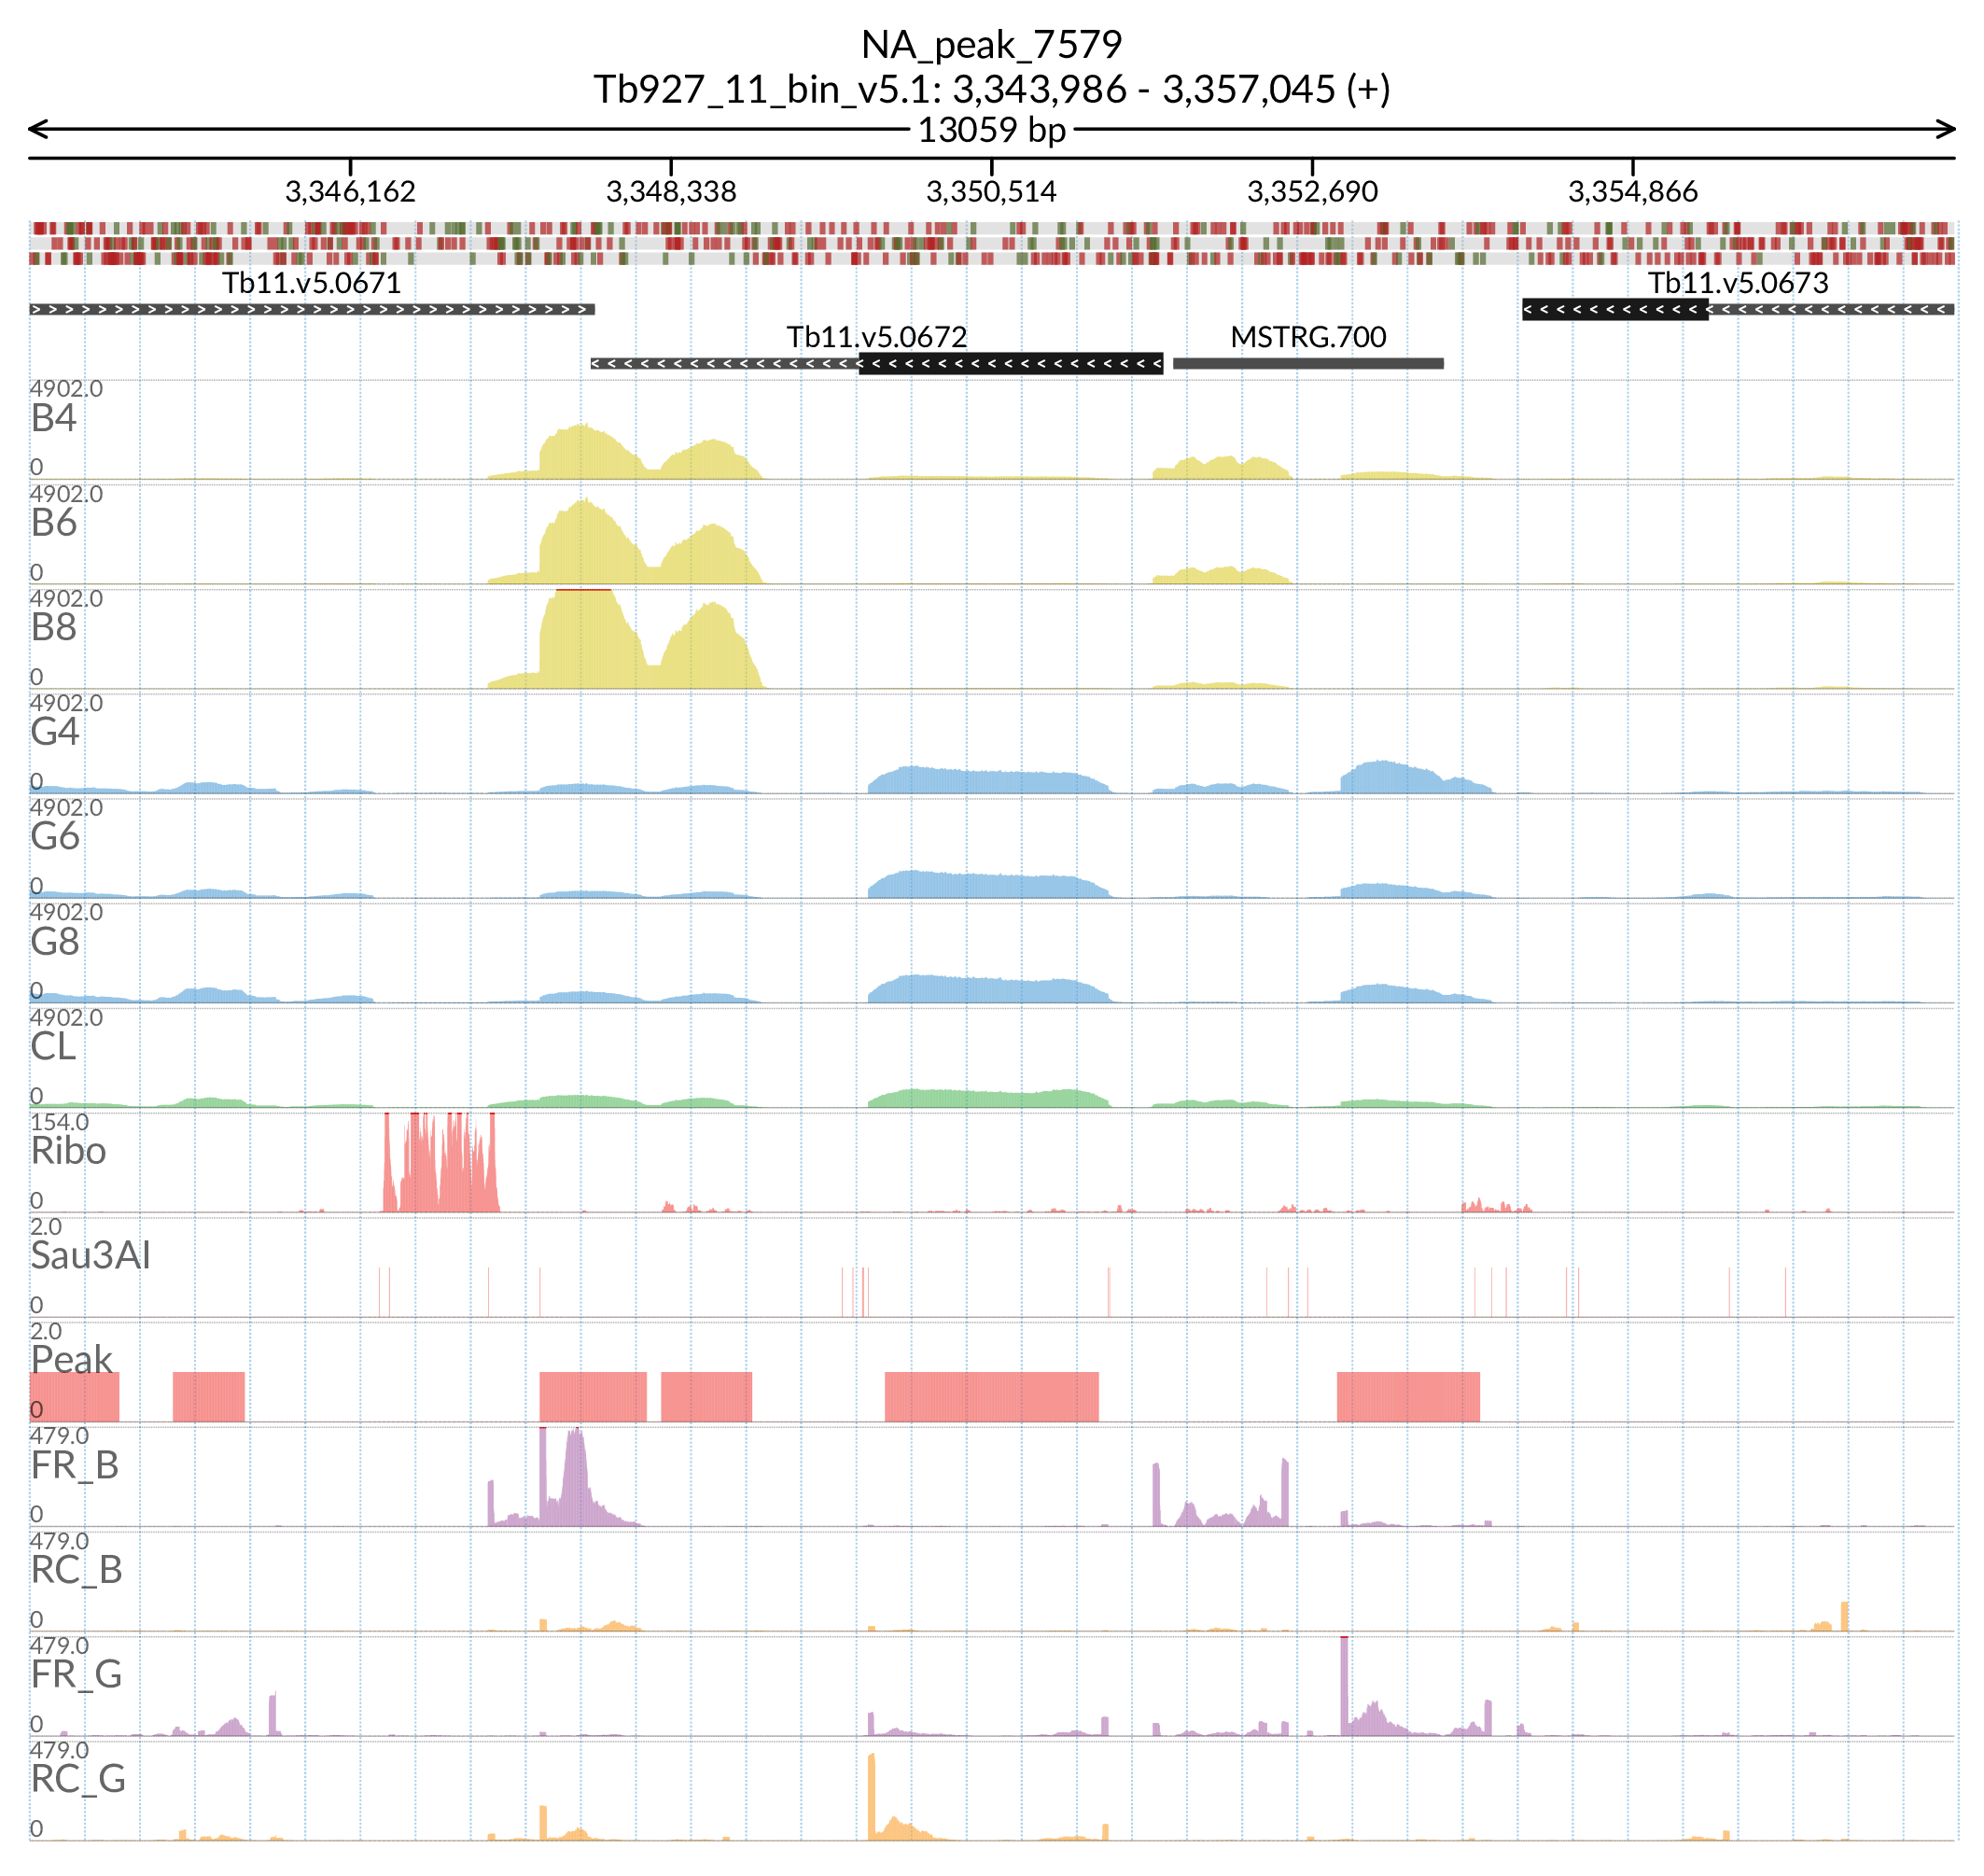 NA_peak_7579
Tb927_11_bin_v5.1: 3,343,986 - 3,357,045 (+)
13059 bp
3,346,162 3,348,338 3,350,514 3,352,690 3,354,866
Tb11.v5.0671 Tb11.v5.0673
Tb11.v5.0672 MSTRG.700
4902.0
B4
0
4902.0
B6
0
4902.0
B8
0
4902.0
G4
0
4902.0
G6
0
4902.0
G8
0
4902.0
CL
0
154.0
Ribo
0
2.0
Sau3AI
0
2.0
Peak
0
479.0
FR_B
0
479.0
RC_B
0
479.0
FR_G
0
479.0
RC_G
0